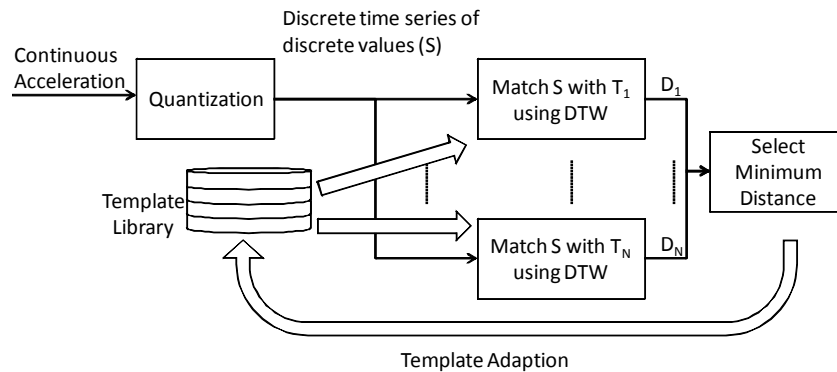 Discrete time series of
discrete values (S)
Continuous
Acceleration
Quantization
Match S with T₁
using DTW
D₁
Select
Minimum
Distance
Template
Library
Match S with Tₙ
using DTW
Dₙ
Template Adaption